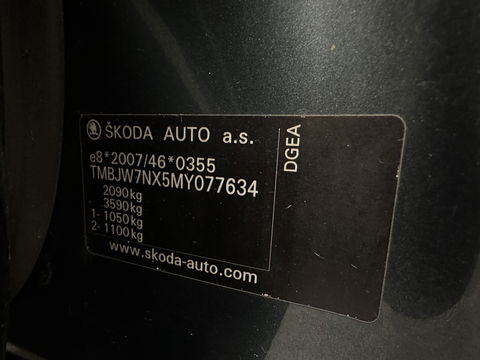 ŠKODA AUTO a.s.
e8*2007/46*0355
TMBJW7NX5MY077634
2090kg
3590kg
1- 1050kg
2- 1100kg
www.skoda-auto.com
DGEA